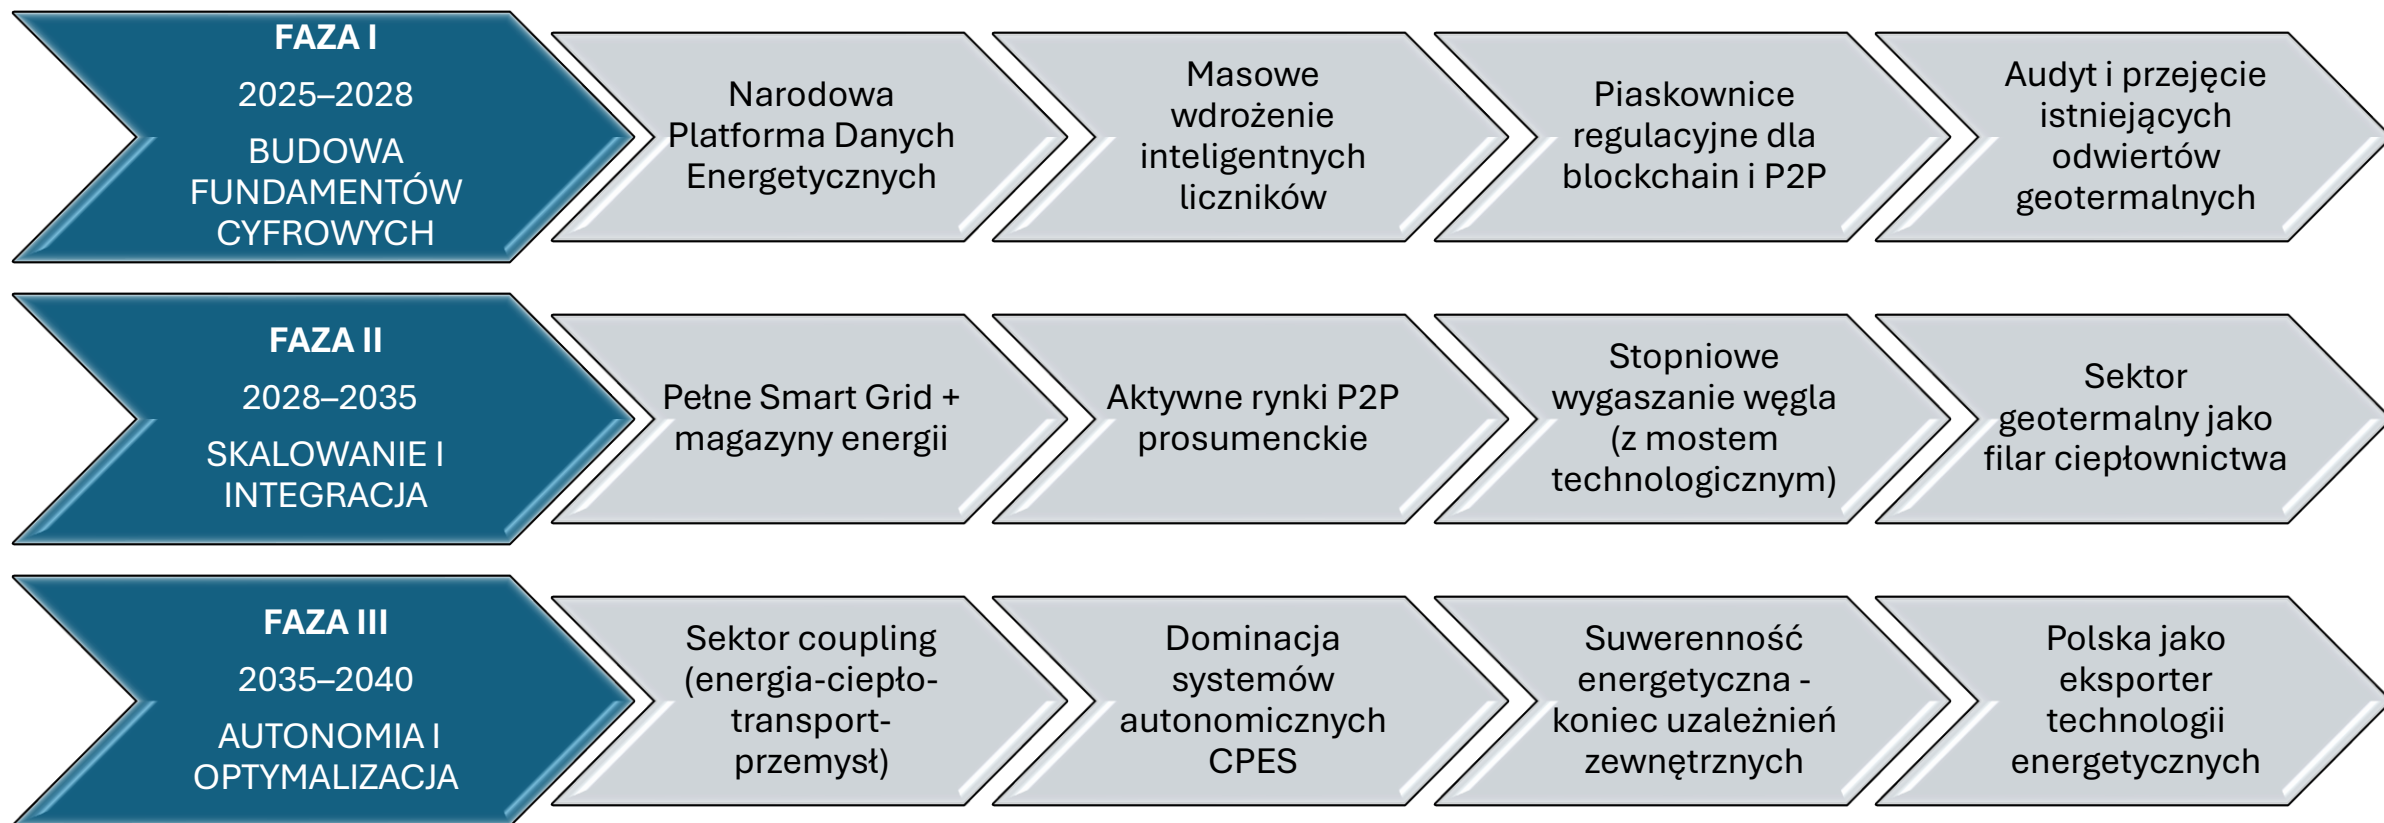 FAZA I
2025–2028
BUDOWA
FUNDAMENTÓW
CYFROWYCH
Narodowa
Platforma Danych
Energetycznych
Masowe
wdrożenie
inteligentnych
liczników
Piaskownice
regulacyjne dla
blockchain i P2P
Audyt i przejęcie
istniejących
odwiertów
geotermalnych
FAZA II
2028–2035
SKALOWANIE I
INTEGRACJA
Pełne Smart Grid +
magazyny energii
Aktywne rynki P2P
prosumenckie
Stopniowe
wygaszanie węgla
(z mostem
technologicznym)
Sektor
geotermalny jako
filar ciepłownictwa
FAZA III
2035–2040
AUTONOMIA I
OPTYMALIZACJA
Sektor coupling
(energia-ciepło-
transport-
przemysł)
Dominacja
systemów
autonomicznych
CPES
Suwerenność
energetyczna -
koniec uzależnień
zewnętrznych
Polska jako
eksporter
technologii
energetycznych